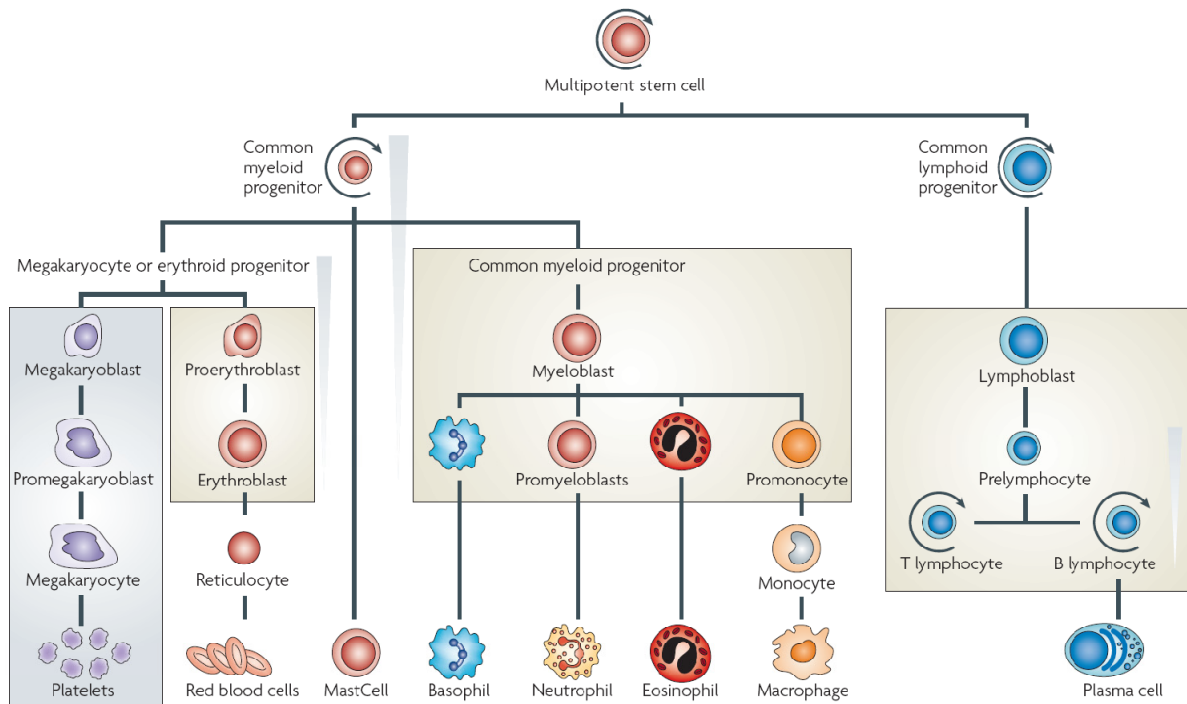 Multipotent stem cell
Common
myeloid
progenitor
Common
lymphoid
progenitor
Megakaryocyte or erythroid progenitor
Common myeloid progenitor
Megakaryoblast
Proerythroblast
Myeloblast
Lymphoblast
Promegakaryoblast
Erythroblast
Promyeloblasts
Promonocyte
Prelymphocyte
Megakaryocyte
Reticulocyte
Monocyte
T lymphocyte
B lymphocyte
Platelets
Red blood cells
MastCell
Basophil
Neutrophil
Eosinophil
Macrophage
Plasma cell